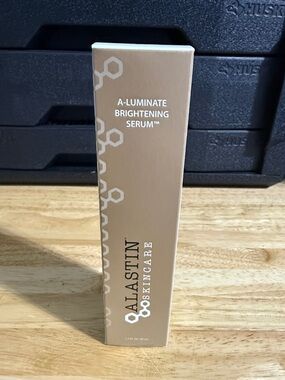 A-LUMINATE
BRIGHTENING
SERUM™
ALASTIN
SKINCARE